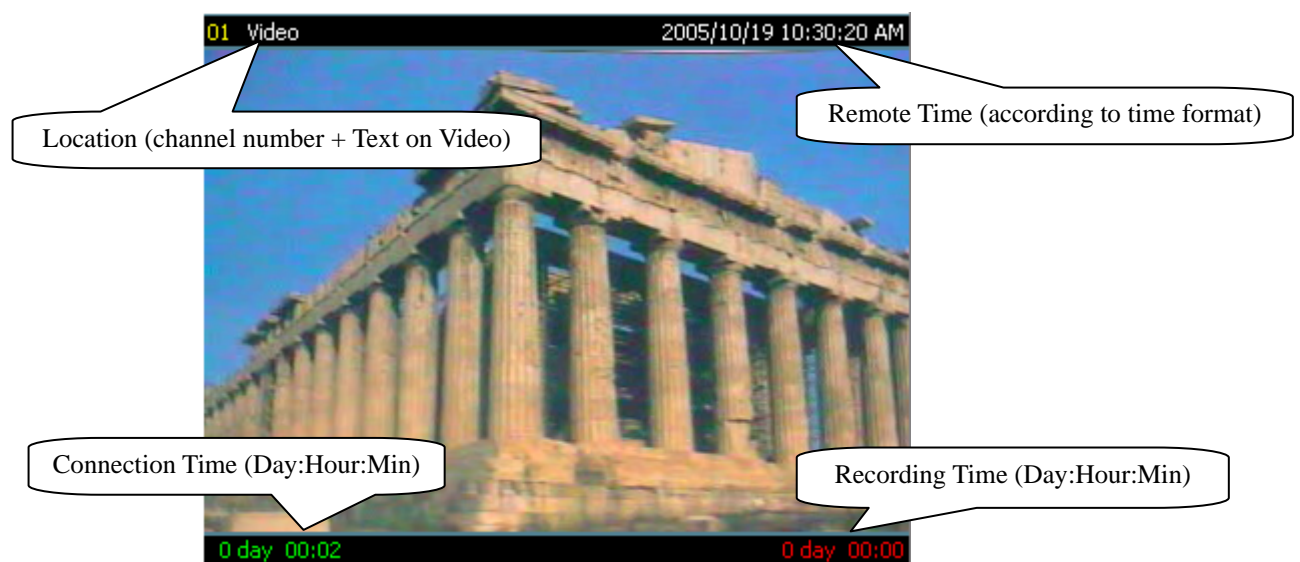 01 Video 2005/10/19 10:30:20 AM
Location (channel number + Text on Video)
Remote Time (according to time format)
Connection Time (Day:Hour:Min)
Recording Time (Day:Hour:Min)
0 day 00:02
0 day 00:00